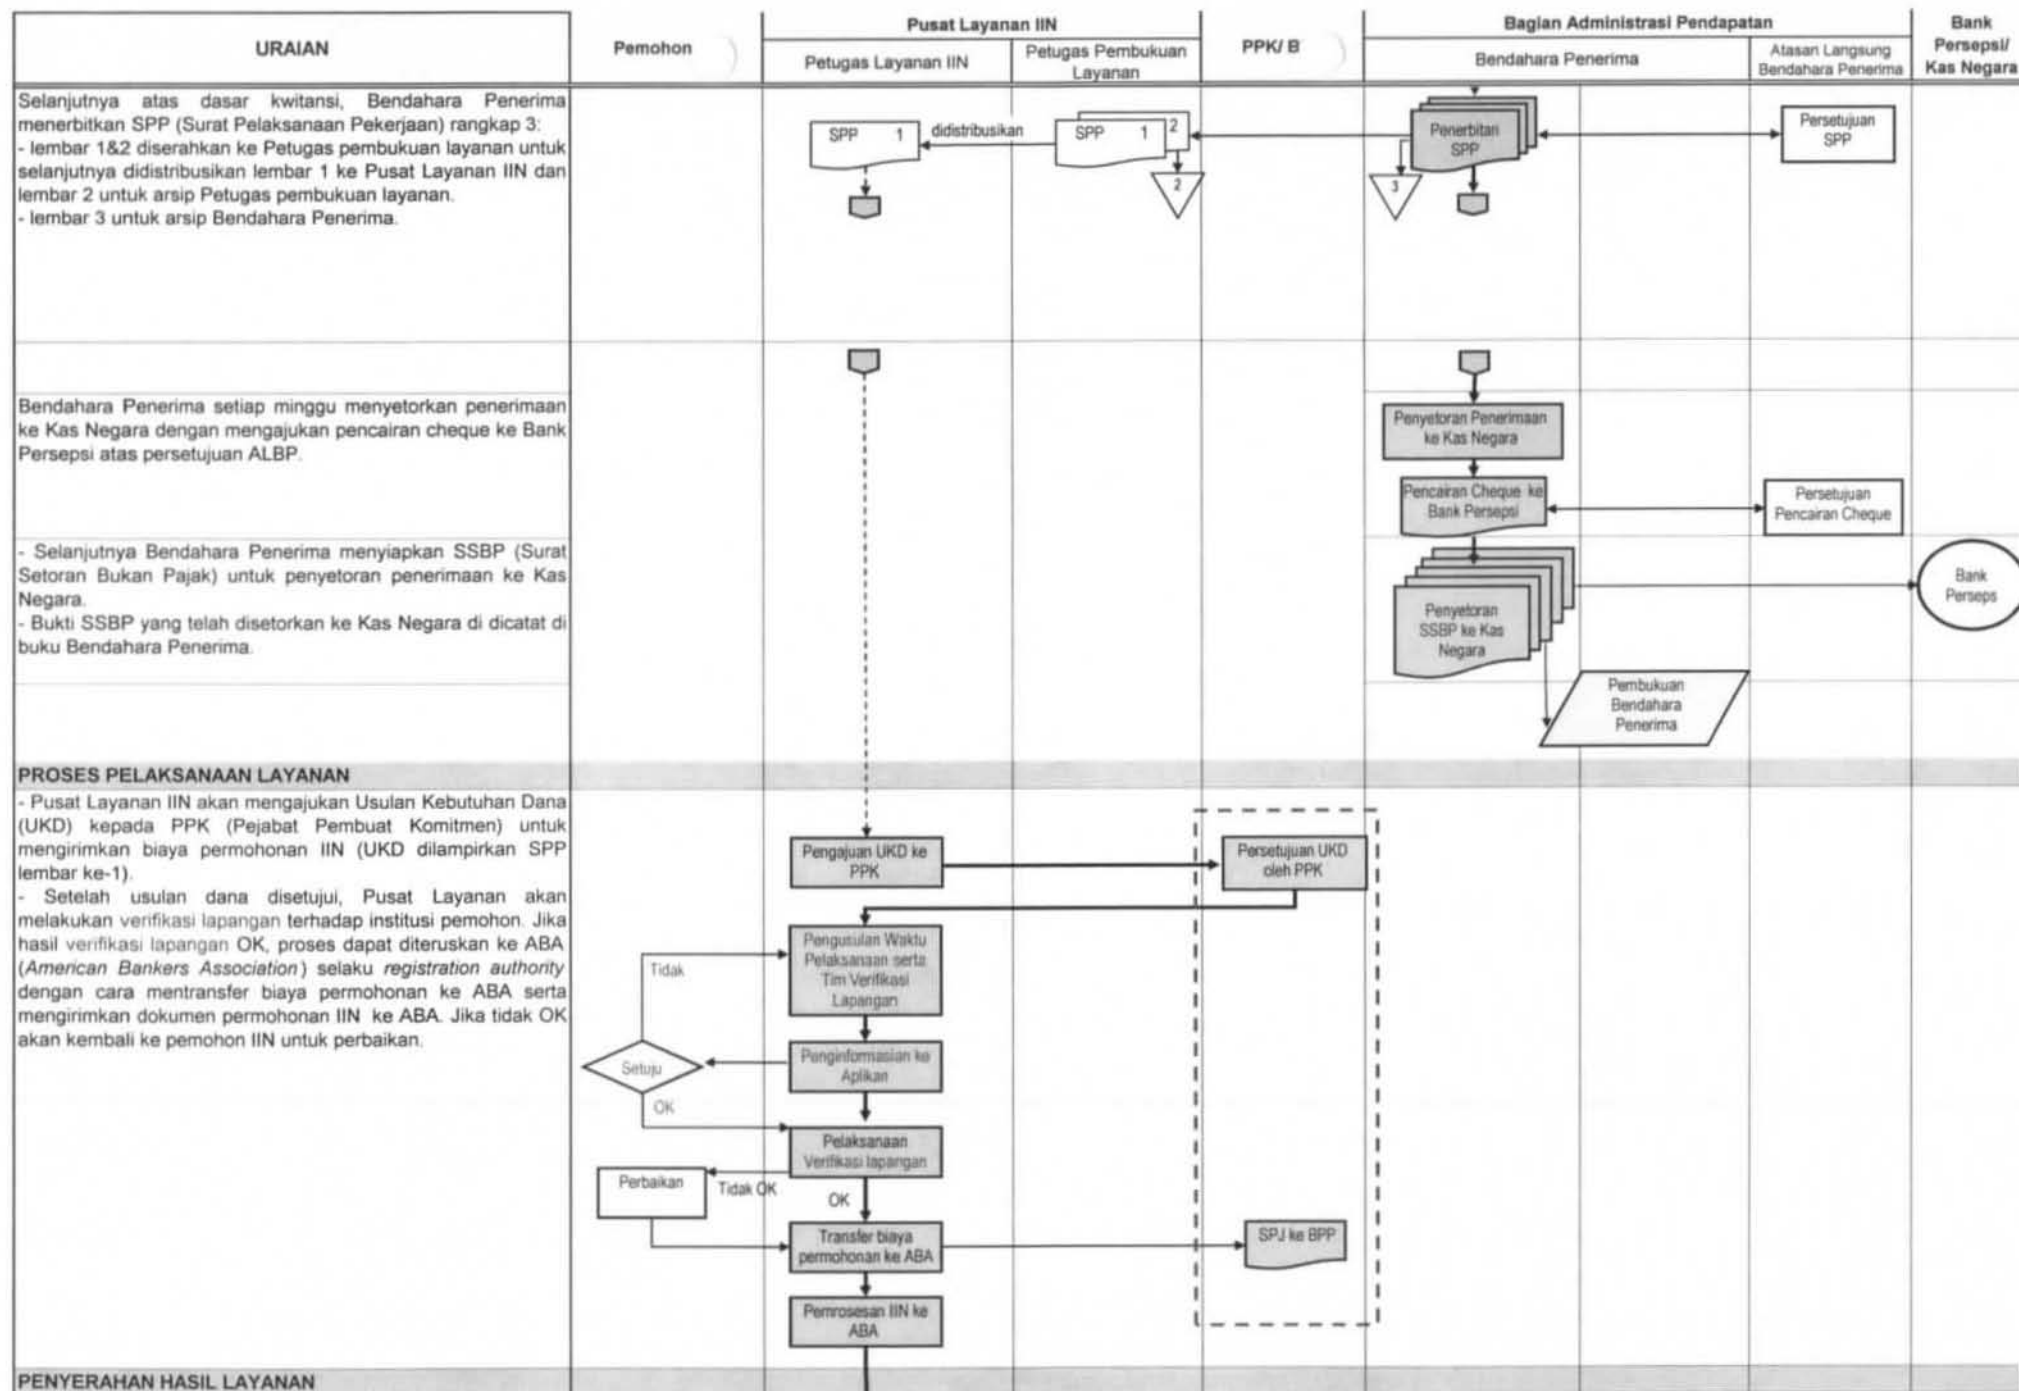 URAIAN
Pemohon
Pusat Layanan IIN
Petugas Layanan IIN
Petugas Pembukuan
Layanan
PPK/ B
Bagian Administrasi Pendapatan
Bendahara Penerima
Atasan Langsung
Bendahara Penerima
Bank
Persepsi/
Kas Negara
Selanjutnya atas dasar kwitansi, Bendahara Penerima
menerbitkan SPP (Surat Pelaksanaan Pekerjaan) rangkap 3:
- lembar 1&2 diserahkan ke Petugas pembukuan layanan untuk
selanjutnya didistribusikan lembar 1 ke Pusat Layanan IIN dan
lembar 2 untuk arsip Petugas pembukuan layanan.
- lembar 3 untuk arsip Bendahara Penerima.
SPP 1
didistribusikan
SPP 1
2
2
Penerbitan
SPP
3
Persetujuan
SPP
Bendahara Penerima setiap minggu menyetorkan penerimaan
ke Kas Negara dengan mengajukan pencairan cheque ke Bank
Persepsi atas persetujuan ALBP.
Penyetoran Penerimaan
ke Kas Negara
Pencairan Cheque ke
Bank Persepsi
Persetujuan
Pencairan Cheque
- Selanjutnya Bendahara Penerima menyiapkan SSBP (Surat
Setoran Bukan Pajak) untuk penyetoran penerimaan ke Kas
Negara.
- Bukti SSBP yang telah disetorkan ke Kas Negara di dicatat di
buku Bendahara Penerima.
Penyetoran
SSBP ke Kas
Negara
Bank
Perseps
Pembukuan
Bendahara
Penerima
PROSES PELAKSANAAN LAYANAN
- Pusat Layanan IIN akan mengajukan Usulan Kebutuhan Dana
(UKD) kepada PPK (Pejabat Pembuat Komitmen) untuk
mengirimkan biaya permohonan IIN (UKD dilampirkan SPP
lembar ke-1).
- Setelah usulan dana disetujui, Pusat Layanan akan
melakukan verifikasi lapangan terhadap institusi pemohon. Jika
hasil verifikasi lapangan OK, proses dapat diteruskan ke ABA
(American Bankers Association) selaku registration authority
dengan cara mentransfer biaya permohonan ke ABA serta
mengirimkan dokumen permohonan IIN ke ABA. Jika tidak OK
akan kembali ke pemohon IIN untuk perbaikan.
Pengajuan UKD ke
PPK
Persetujuan UKD
oleh PPK
Pengusulan Waktu
Pelaksanaan serta
Tim Verifikasi
Lapangan
Tidak
Penginformasian ke
Aplikan
Setuju
OK
Pelaksanaan
Verifikasi lapangan
Perbaikan
Tidak OK
OK
Transfer biaya
permohonan ke ABA
SPJ ke BPP
Pemrosesan IIN ke
ABA
PENYERAHAN HASIL LAYANAN